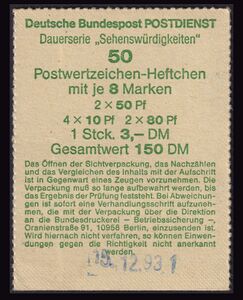 Deutsche Bundespost POSTDIENST
Dauerserie „Sehenswürdigkeiten"
50
Postwertzeichen-Heftchen
mit je 8 Marken
2 × 50 Pf
4 × 10 Pf 2 × 80 Pf
1 Stck. 3,– DM
Gesamtwert 150 DM
Das Öffnen der Sichtverpackung, das Nachzählen
und das Vergleichen des Inhalts mit der Aufschrift
ist in Gegenwart eines Zeugen vorzunehmen. Die
Verpackung muß so lange aufbewahrt werden, bis
das Ergebnis der Prüfung feststeht. Bei Abweichun-
gen ist sofort eine Verhandlungsschrift aufzuneh-
men, die mit der Verpackung unmittelbar über die
Direktion an die Bundesdruckerei – Betriebssicherung –,
Oranienstraße 91, 10958 Berlin, einzusenden ist.
Wird hiernach nicht verfahren, so können Einwen-
dungen gegen die Richtigkeit nicht anerkannt
werden.
.12.93 1